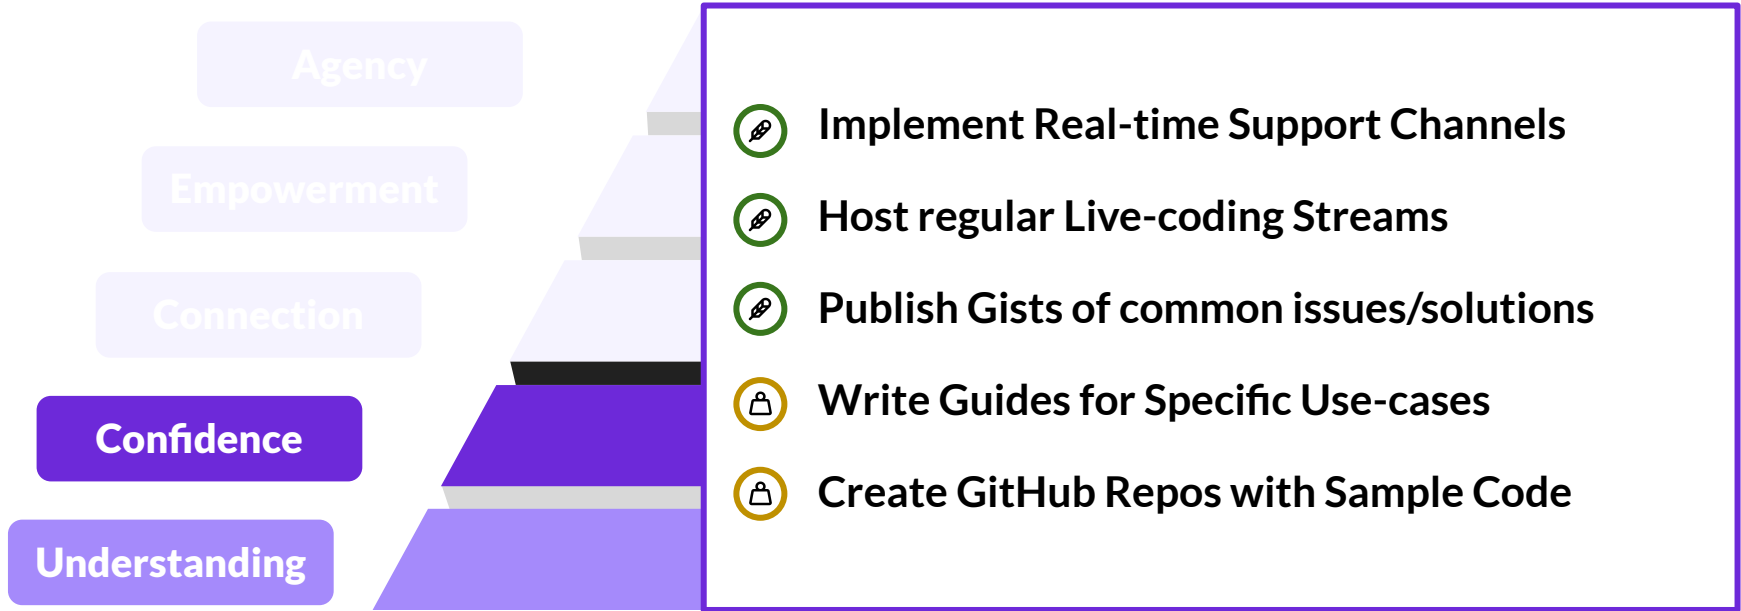 Agency
Empowerment
Connection
Confidence
Understanding
Implement Real-time Support Channels
Host regular Live-coding Streams
Publish Gists of common issues/solutions
Write Guides for Specific Use-cases
Create GitHub Repos with Sample Code